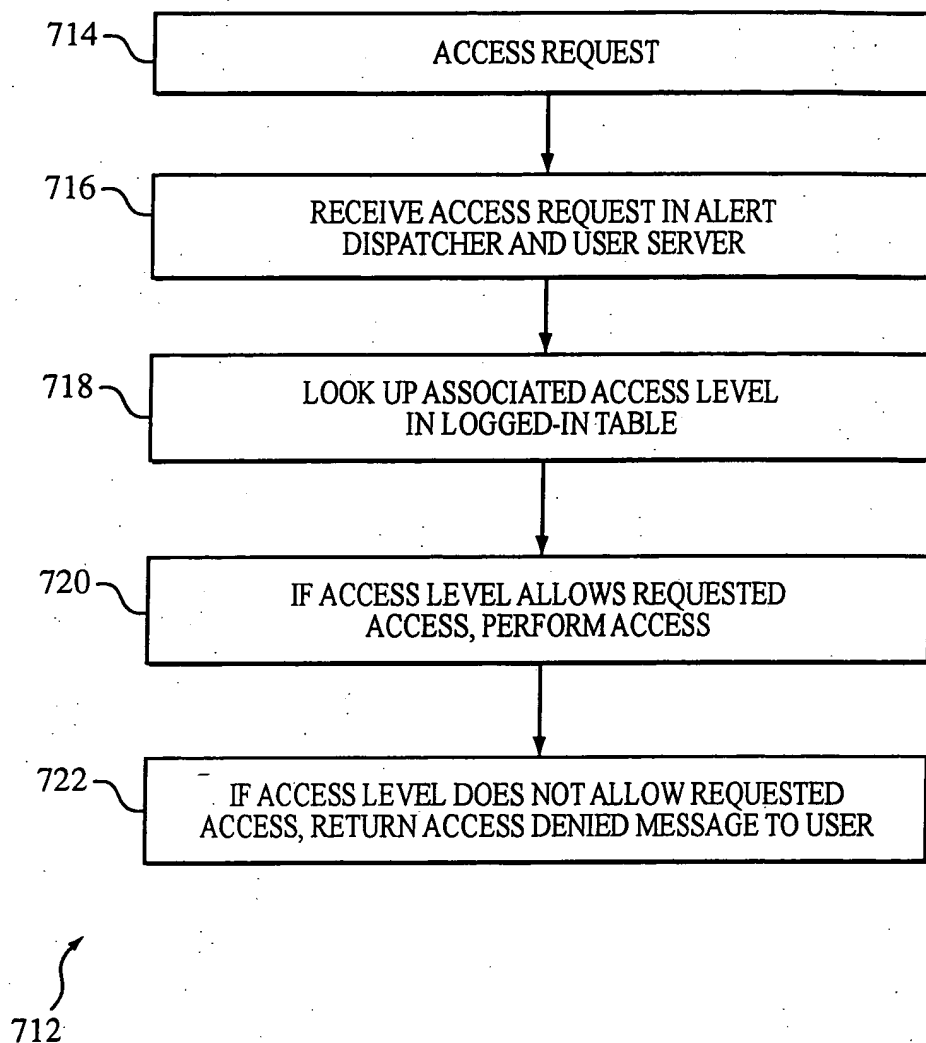 714
ACCESS REQUEST
716
RECEIVE ACCESS REQUEST IN ALERT
DISPATCHER AND USER SERVER
718
LOOK UP ASSOCIATED ACCESS LEVEL
IN LOGGED-IN TABLE
720
IF ACCESS LEVEL ALLOWS REQUESTED
ACCESS, PERFORM ACCESS
722
IF ACCESS LEVEL DOES NOT ALLOW REQUESTED
ACCESS, RETURN ACCESS DENIED MESSAGE TO USER
712